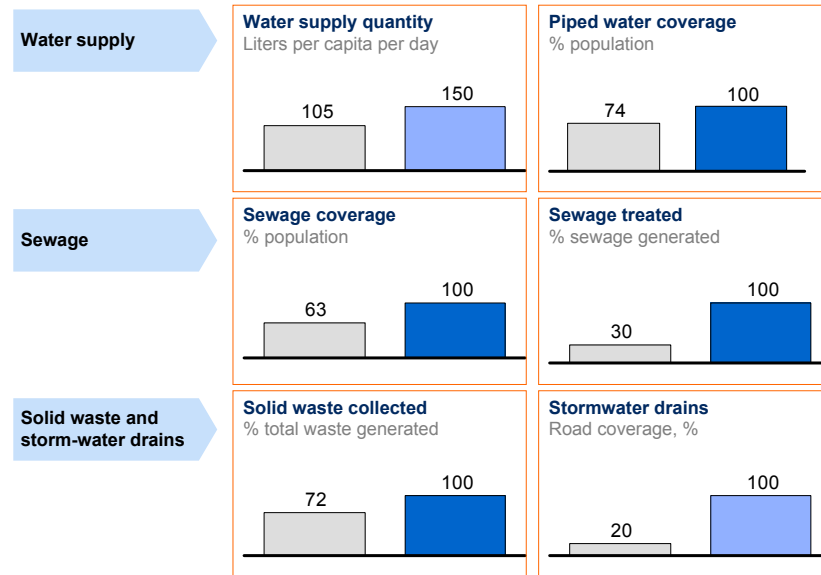 Water supply
Water supply quantity
Liters per capita per day
105
150
Piped water coverage
% population
74
100
Sewage
Sewage coverage
% population
63
100
Sewage treated
% sewage generated
30
100
Solid waste and
storm-water drains
Solid waste collected
% total waste generated
72
100
Stormwater drains
Road coverage, %
20
100